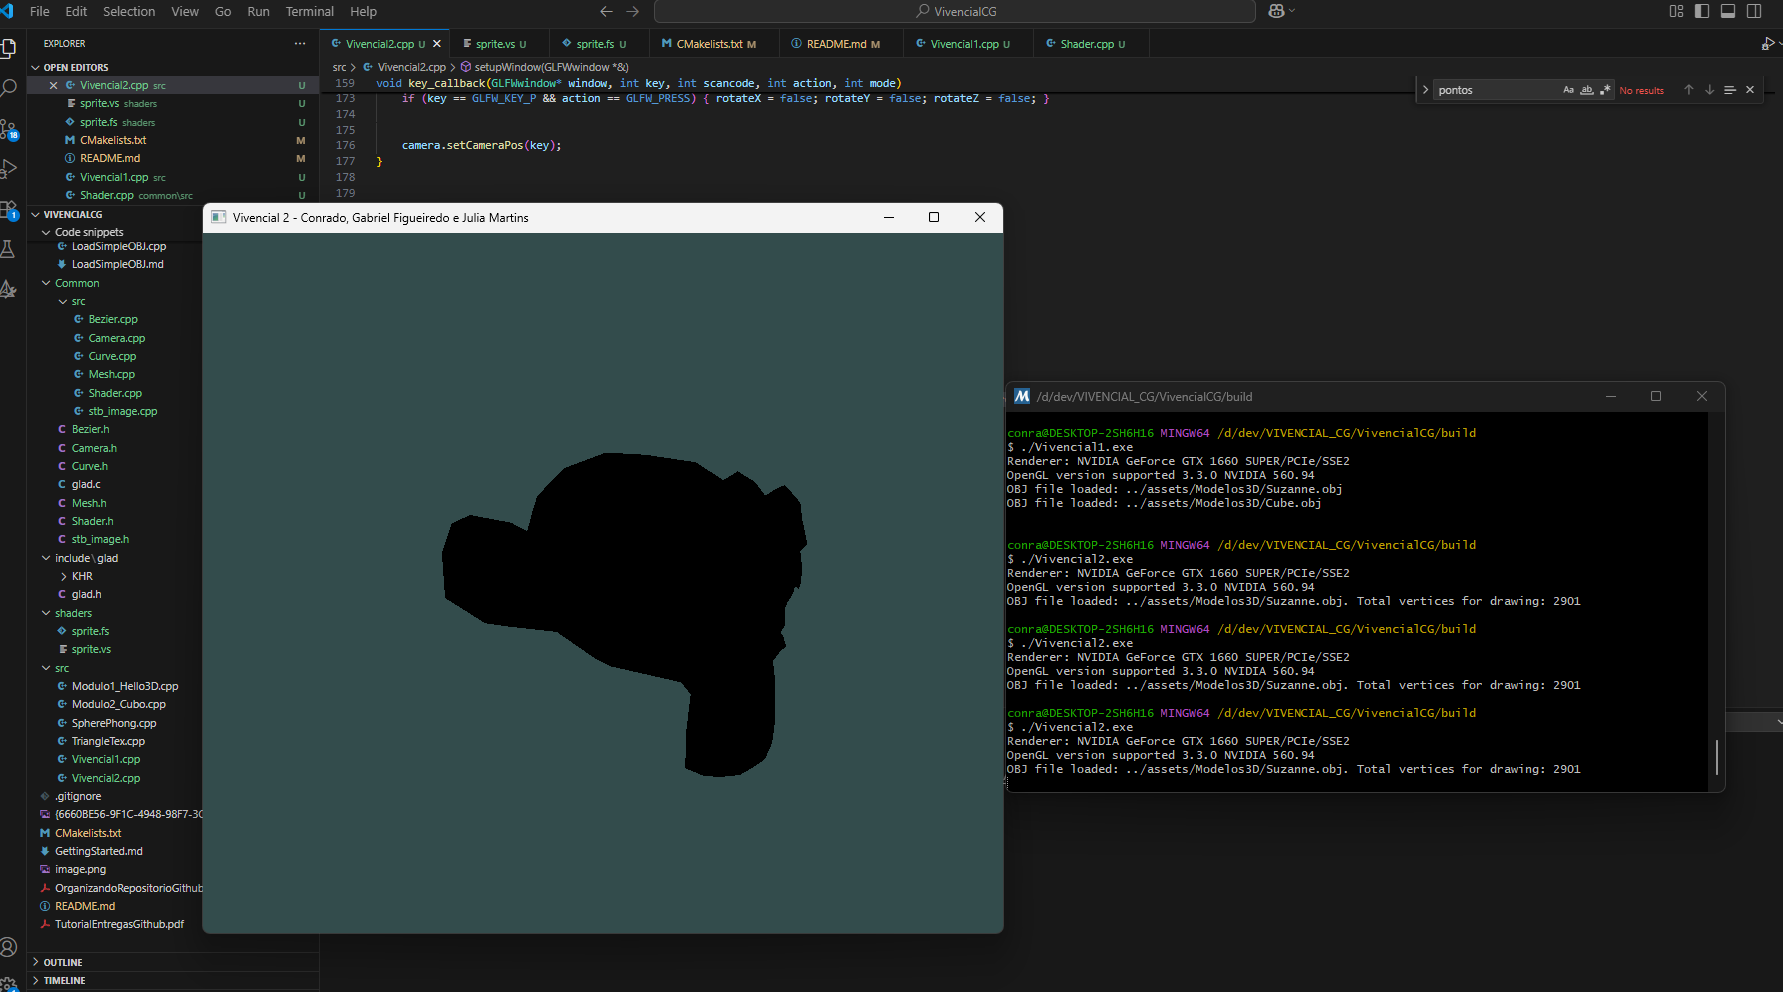 File Edit Selection View Go Run Terminal Help
VivencialCG
EXPLORER
Vivencial2.cpp U
sprite.vs U
sprite.fs U
CMakelists.txt M
README.md M
Vivencial1.cpp U
Shader.cpp U
OPEN EDITORS
Vivencial2.cpp src U
sprite.vs shaders U
sprite.fs shaders U
CMakelists.txt M
README.md M
Vivencial1.cpp src U
Shader.cpp common\src U
VIVENCIALCG
Code snippets
LoadSimpleOBJ.cpp
LoadSimpleOBJ.md
Common
src
Bezier.cpp
Camera.cpp
Curve.cpp
Mesh.cpp
Shader.cpp
stb_image.cpp
Bezier.h
Camera.h
Curve.h
glad.c
Mesh.h
Shader.h
stb_image.h
include\glad
KHR
glad.h
shaders
sprite.fs
sprite.vs
src
Modulo1_Hello3D.cpp
Modulo2_Cubo.cpp
SpherePhong.cpp
TriangleTex.cpp
Vivencial1.cpp
Vivencial2.cpp
.gitignore
{6660BE56-9F1C-4948-98F7-3C
CMakelists.txt
GettingStarted.md
image.png
OrganizandoRepositorioGithub
README.md
TutorialEntregasGithub.pdf
OUTLINE
TIMELINE
18
1
src > Vivencial2.cpp > setupWindow(GLFWwindow *&)
159 void key_callback(GLFWwindow* window, int key, int scancode, int action, int mode)
173 if (key == GLFW_KEY_P && action == GLFW_PRESS) { rotateX = false; rotateY = false; rotateZ = false; }
174
175
176 camera.setCameraPos(key);
177 }
178
179
pontos Aa ab .* No results
Vivencial 2 - Conrado, Gabriel Figueiredo e Julia Martins
/d/dev/VIVENCIAL_CG/VivencialCG/build
conra@DESKTOP-2SH6H16 MINGW64 /d/dev/VIVENCIAL_CG/VivencialCG/build
$ ./Vivencial1.exe
Renderer: NVIDIA GeForce GTX 1660 SUPER/PCIe/SSE2
OpenGL version supported 3.3.0 NVIDIA 560.94
OBJ file loaded: ../assets/Modelos3D/Suzanne.obj
OBJ file loaded: ../assets/Modelos3D/Cube.obj
conra@DESKTOP-2SH6H16 MINGW64 /d/dev/VIVENCIAL_CG/VivencialCG/build
$ ./Vivencial2.exe
Renderer: NVIDIA GeForce GTX 1660 SUPER/PCIe/SSE2
OpenGL version supported 3.3.0 NVIDIA 560.94
OBJ file loaded: ../assets/Modelos3D/Suzanne.obj. Total vertices for drawing: 2901
conra@DESKTOP-2SH6H16 MINGW64 /d/dev/VIVENCIAL_CG/VivencialCG/build
$ ./Vivencial2.exe
Renderer: NVIDIA GeForce GTX 1660 SUPER/PCIe/SSE2
OpenGL version supported 3.3.0 NVIDIA 560.94
OBJ file loaded: ../assets/Modelos3D/Suzanne.obj. Total vertices for drawing: 2901
conra@DESKTOP-2SH6H16 MINGW64 /d/dev/VIVENCIAL_CG/VivencialCG/build
$ ./Vivencial2.exe
Renderer: NVIDIA GeForce GTX 1660 SUPER/PCIe/SSE2
OpenGL version supported 3.3.0 NVIDIA 560.94
OBJ file loaded: ../assets/Modelos3D/Suzanne.obj. Total vertices for drawing: 2901